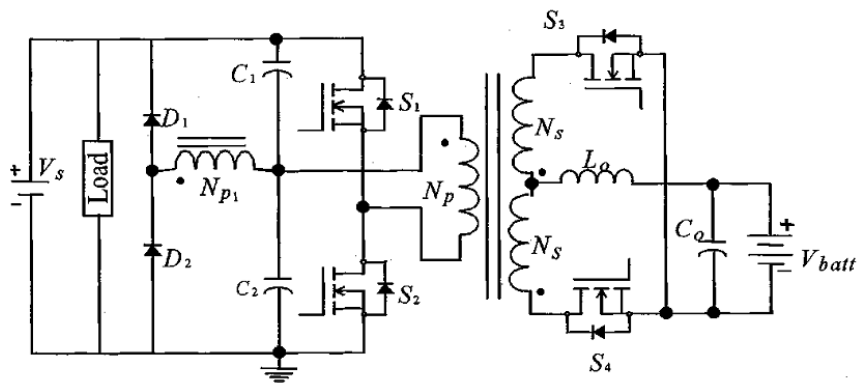 S3
C1
S1
D1
+
Vs
-
Load
Np1
Np
Ns
Lo
Ns
Co
+
Vbatt
D2
C2
S2
S4